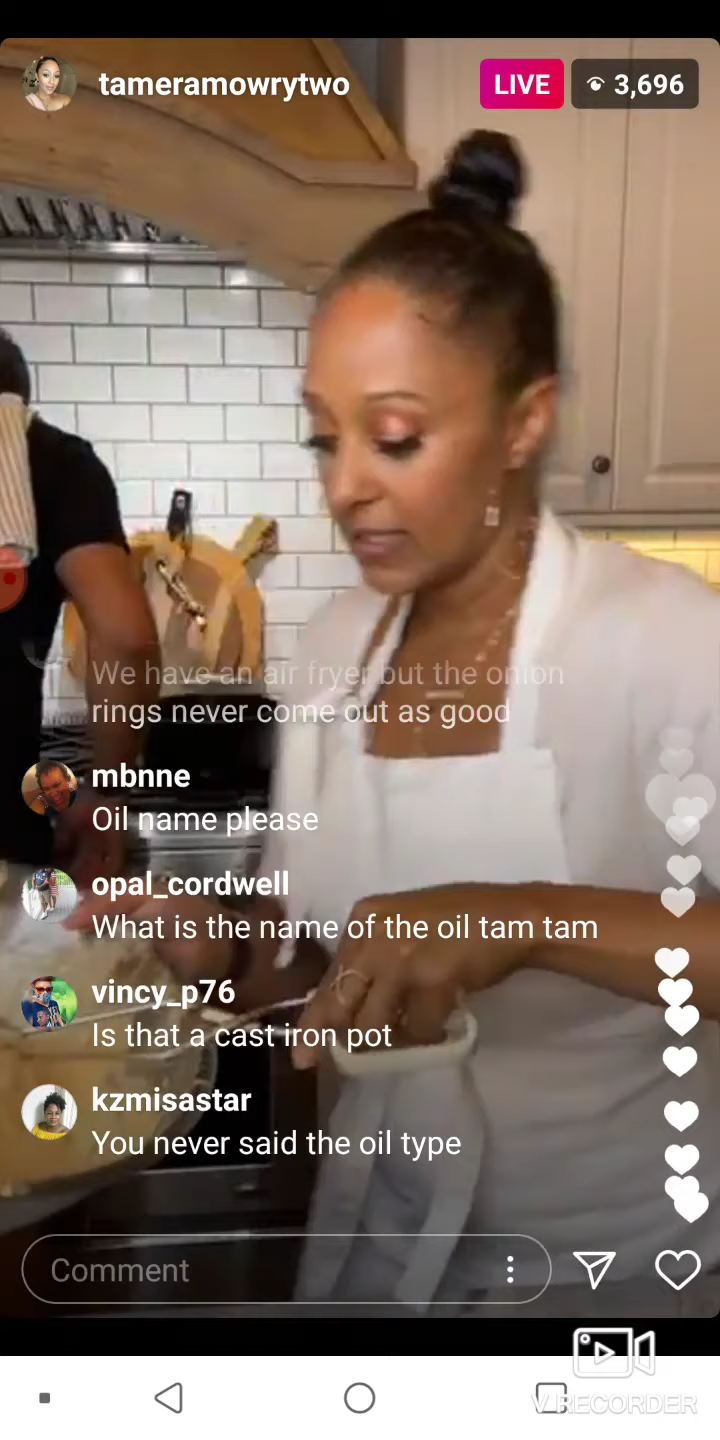 tameramowrytwo
LIVE
3,696
We have an air fryer but the onion
rings never come out as good
mbnne
Oil name please
opal_cordwell
What is the name of the oil tam tam
vincy_p76
Is that a cast iron pot
kzmisastar
You never said the oil type
Comment
V.RECORDER